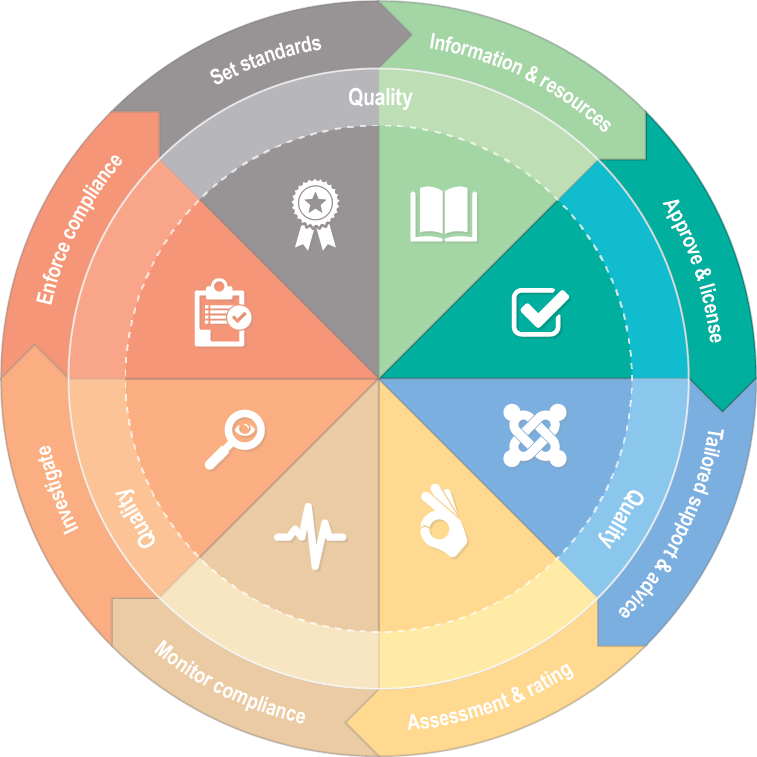 Set standards
Information & resources
Approve & license
Tailored support & advice
Assessment & rating
Monitor compliance
Investigate
Enforce compliance
Quality
Quality
Quality